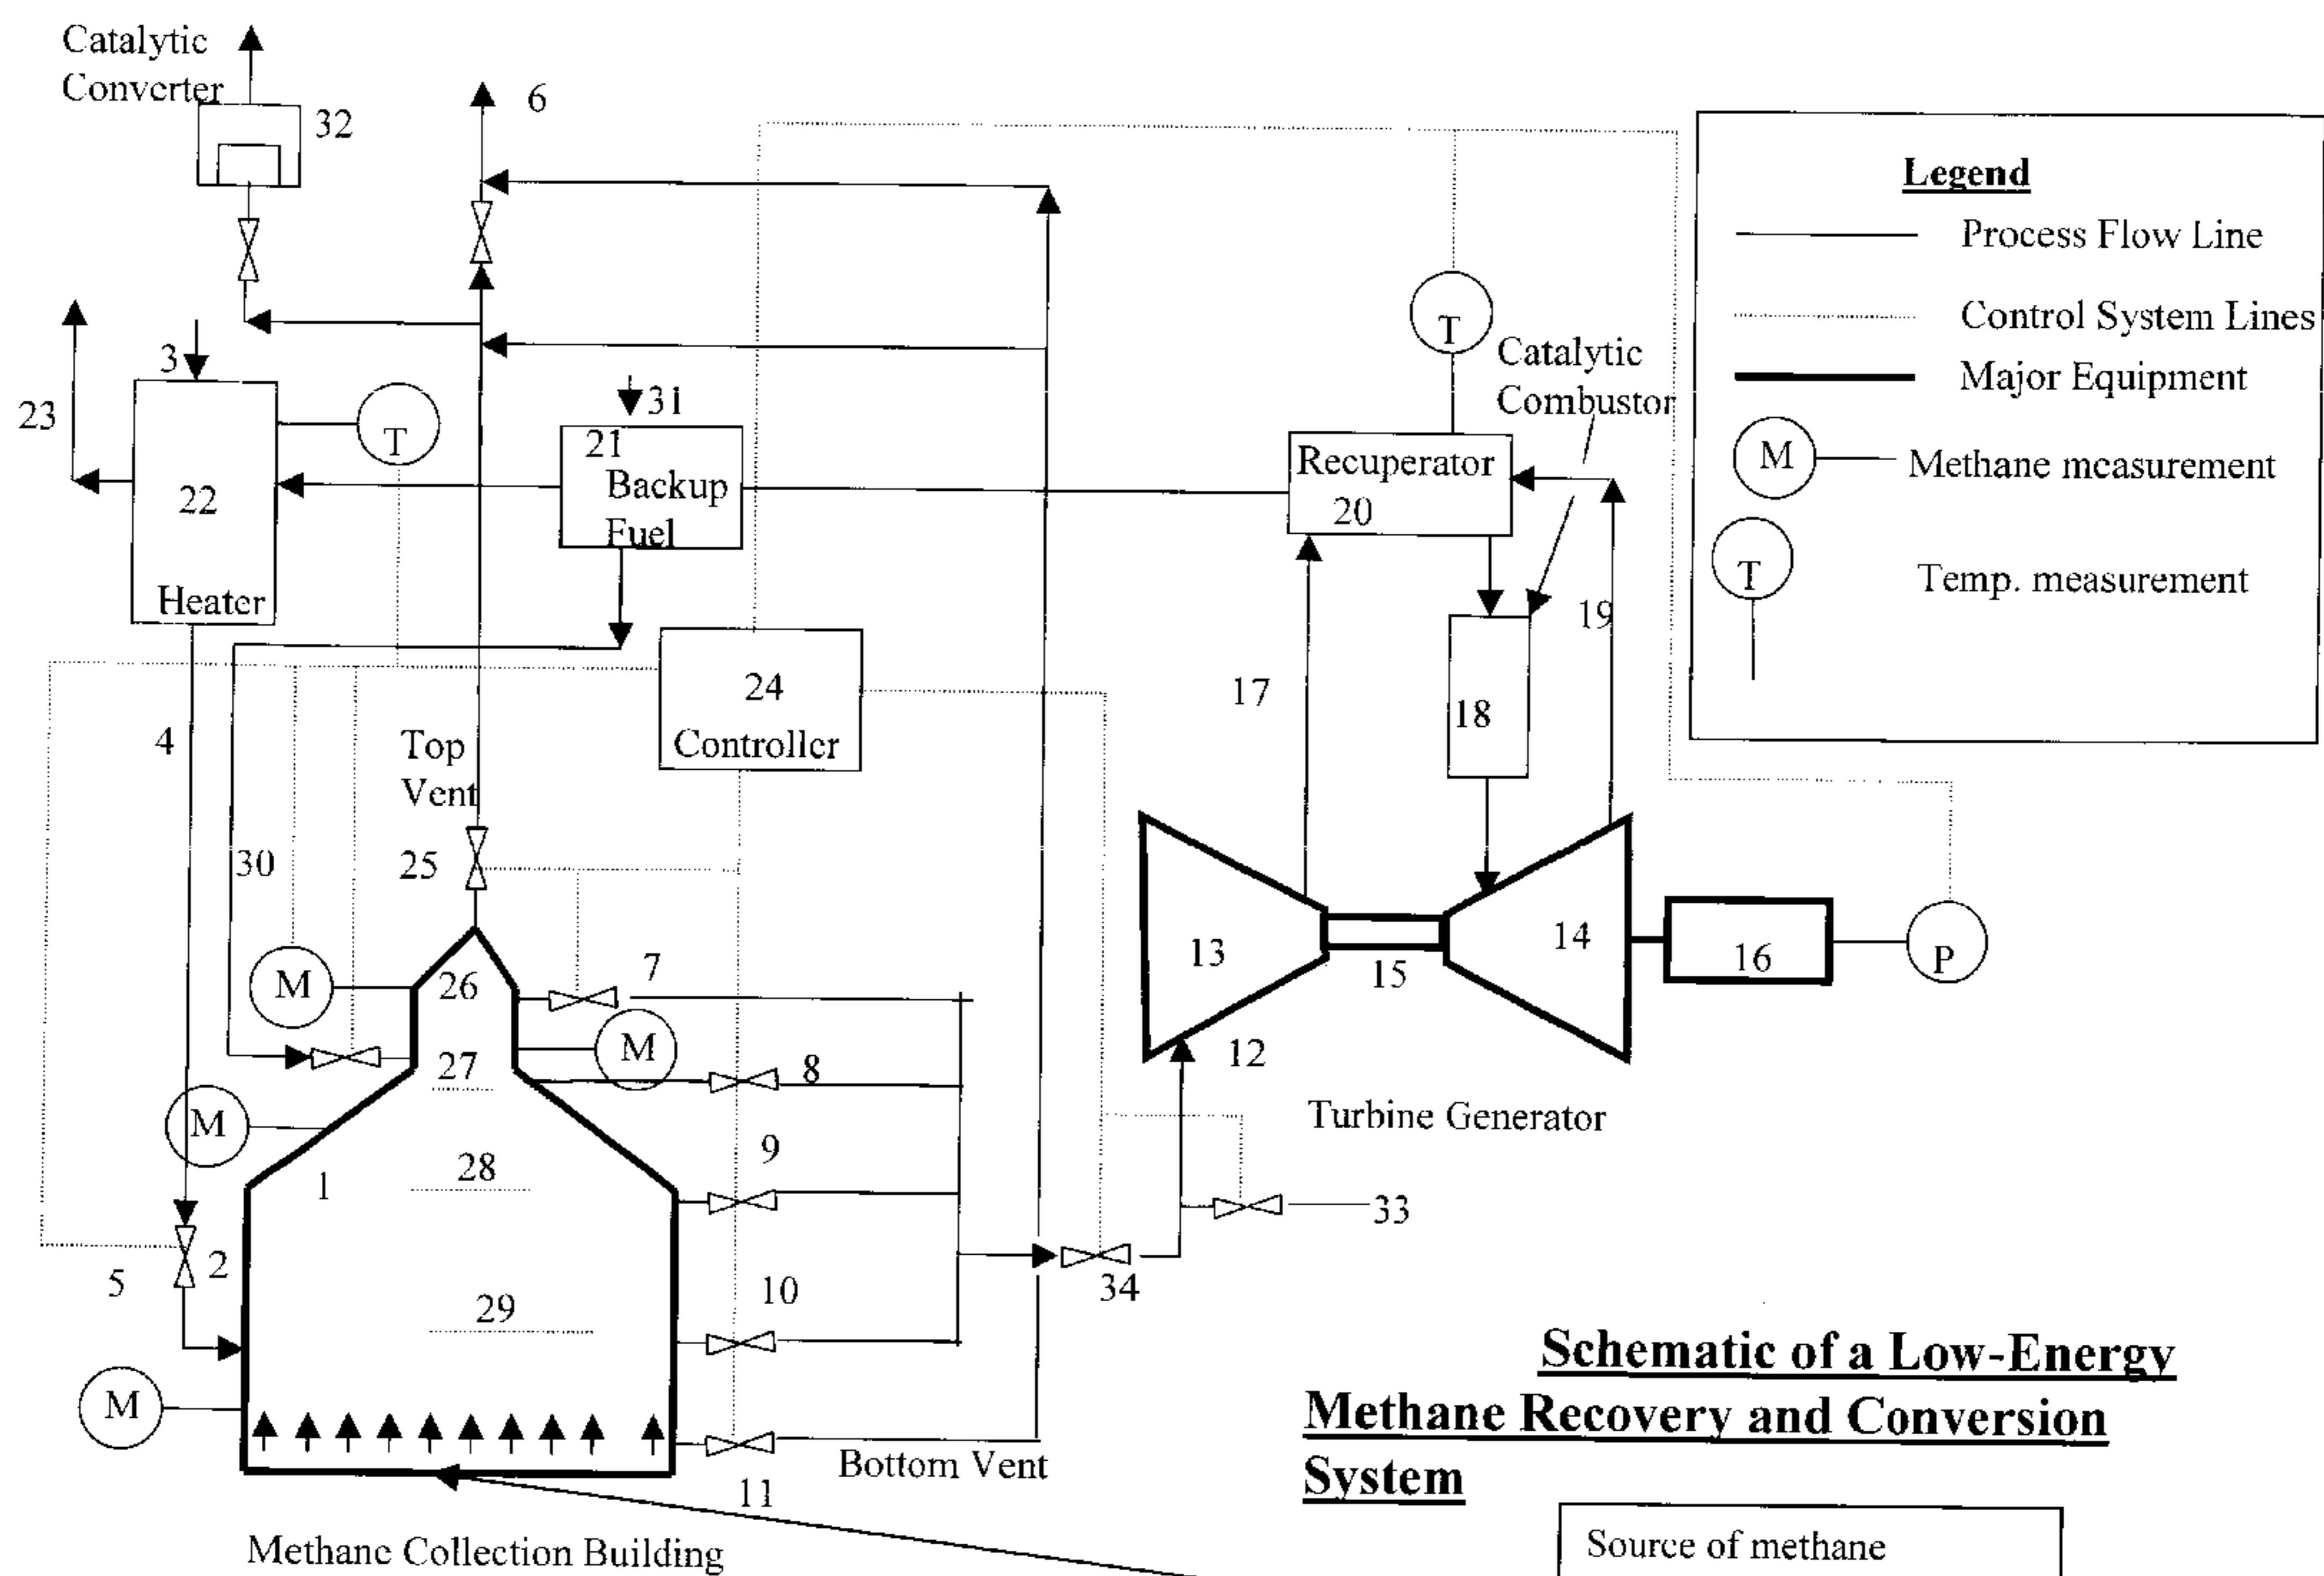 Catalytic
Converter
32
6
Legend
Process Flow Line
Control System Lines
Major Equipment
M
Methane measurement
T
Temp. measurement
T
Catalytic
Combustor
3
23
22
Heater
T
31
21
Backup
Fuel
Recuperator
20
19
17
18
24
Controller
4
Top
Vent
25
30
M
26
7
M
27
8
M
1
28
9
5
2
29
10
M
11
Bottom Vent
13
15
14
16
P
12
Turbine Generator
33
34
Schematic of a Low-Energy
Methane Recovery and Conversion
System
Methane Collection Building
Source of methane